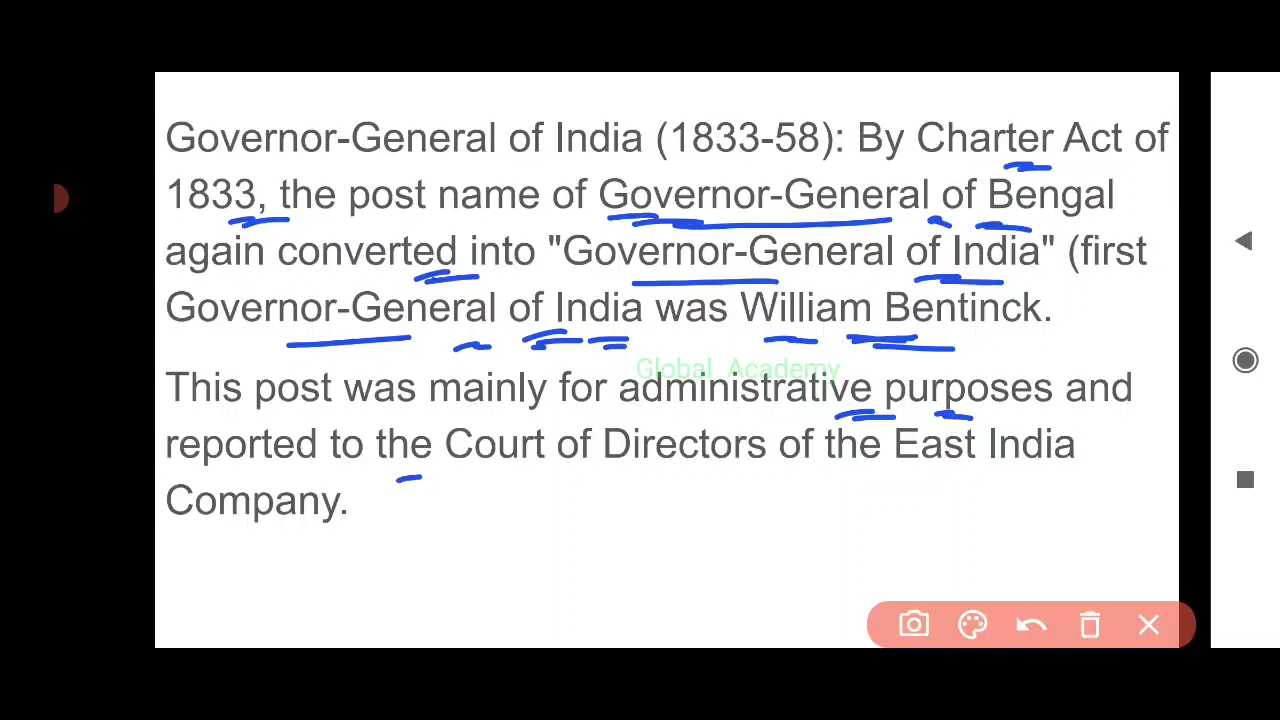 Governor-General of India (1833-58): By Charter Act of
1833, the post name of Governor-General of Bengal
again converted into "Governor-General of India" (first
Governor-General of India was William Bentinck.
Global Academy
This post was mainly for administrative purposes and
reported to the Court of Directors of the East India
Company.